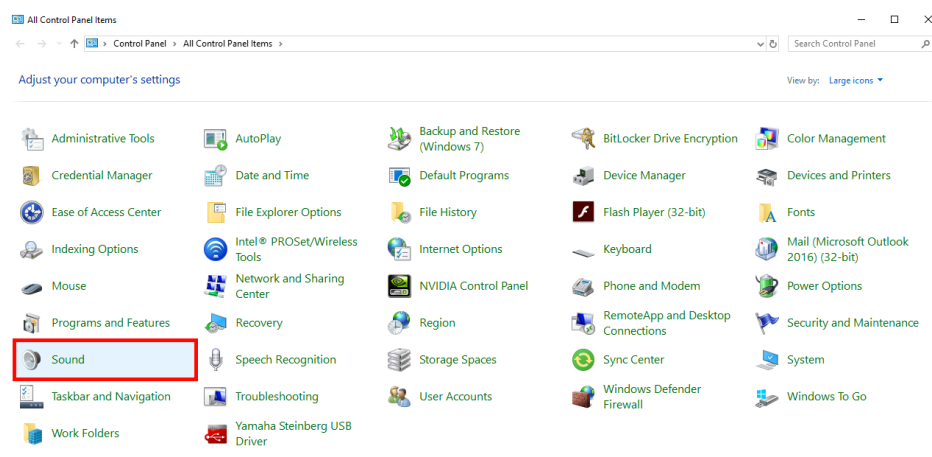 All Control Panel Items
Control Panel > All Control Panel Items >
Search Control Panel
Adjust your computer's settings
View by: Large icons
Administrative Tools
AutoPlay
Backup and Restore
(Windows 7)
BitLocker Drive Encryption
Color Management
Credential Manager
Date and Time
Default Programs
Device Manager
Devices and Printers
Ease of Access Center
File Explorer Options
File History
Flash Player (32-bit)
Fonts
Indexing Options
Intel® PROSet/Wireless
Tools
Internet Options
Keyboard
Mail (Microsoft Outlook
2016) (32-bit)
Mouse
Network and Sharing
Center
NVIDIA Control Panel
Phone and Modem
Power Options
Programs and Features
Recovery
Region
RemoteApp and Desktop
Connections
Security and Maintenance
Sound
Speech Recognition
Storage Spaces
Sync Center
System
Taskbar and Navigation
Troubleshooting
User Accounts
Windows Defender
Firewall
Windows To Go
Work Folders
Yamaha Steinberg USB
Driver